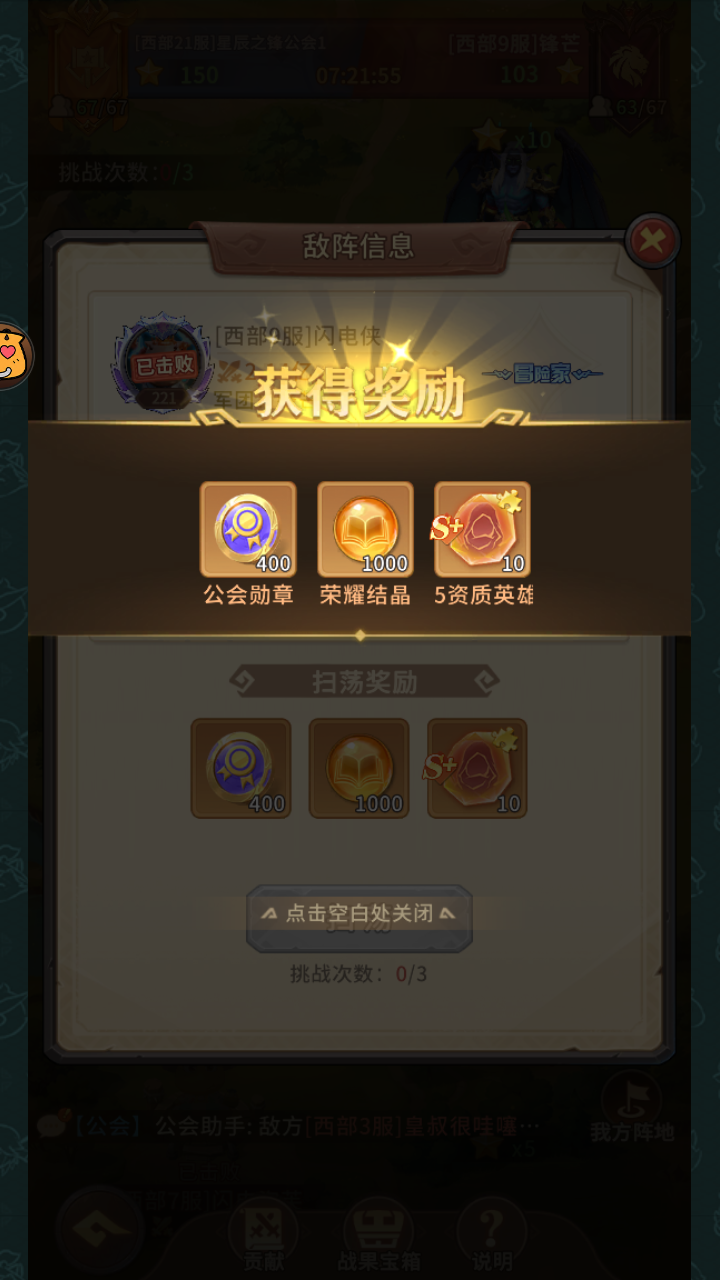 [西部21服]星辰之缘公会1
[西部9服]锋芒
150
07:21:55
103
67/67
63/67
x10
挑战次数: 0/3
敌阵信息
[西部9服]闪电侠
已击败
221
军团
冒险家
获得奖励
400
1000
S+
10
公会勋章
荣耀结晶
5资质英雄
扫荡奖励
400
1000
S+
10
点击空白处关闭
挑战次数: 0/3
[公会] 公会助手: 敌方[西部3服]皇叔很哇噻…
我方阵地
x5
贡献
战果宝箱
说明